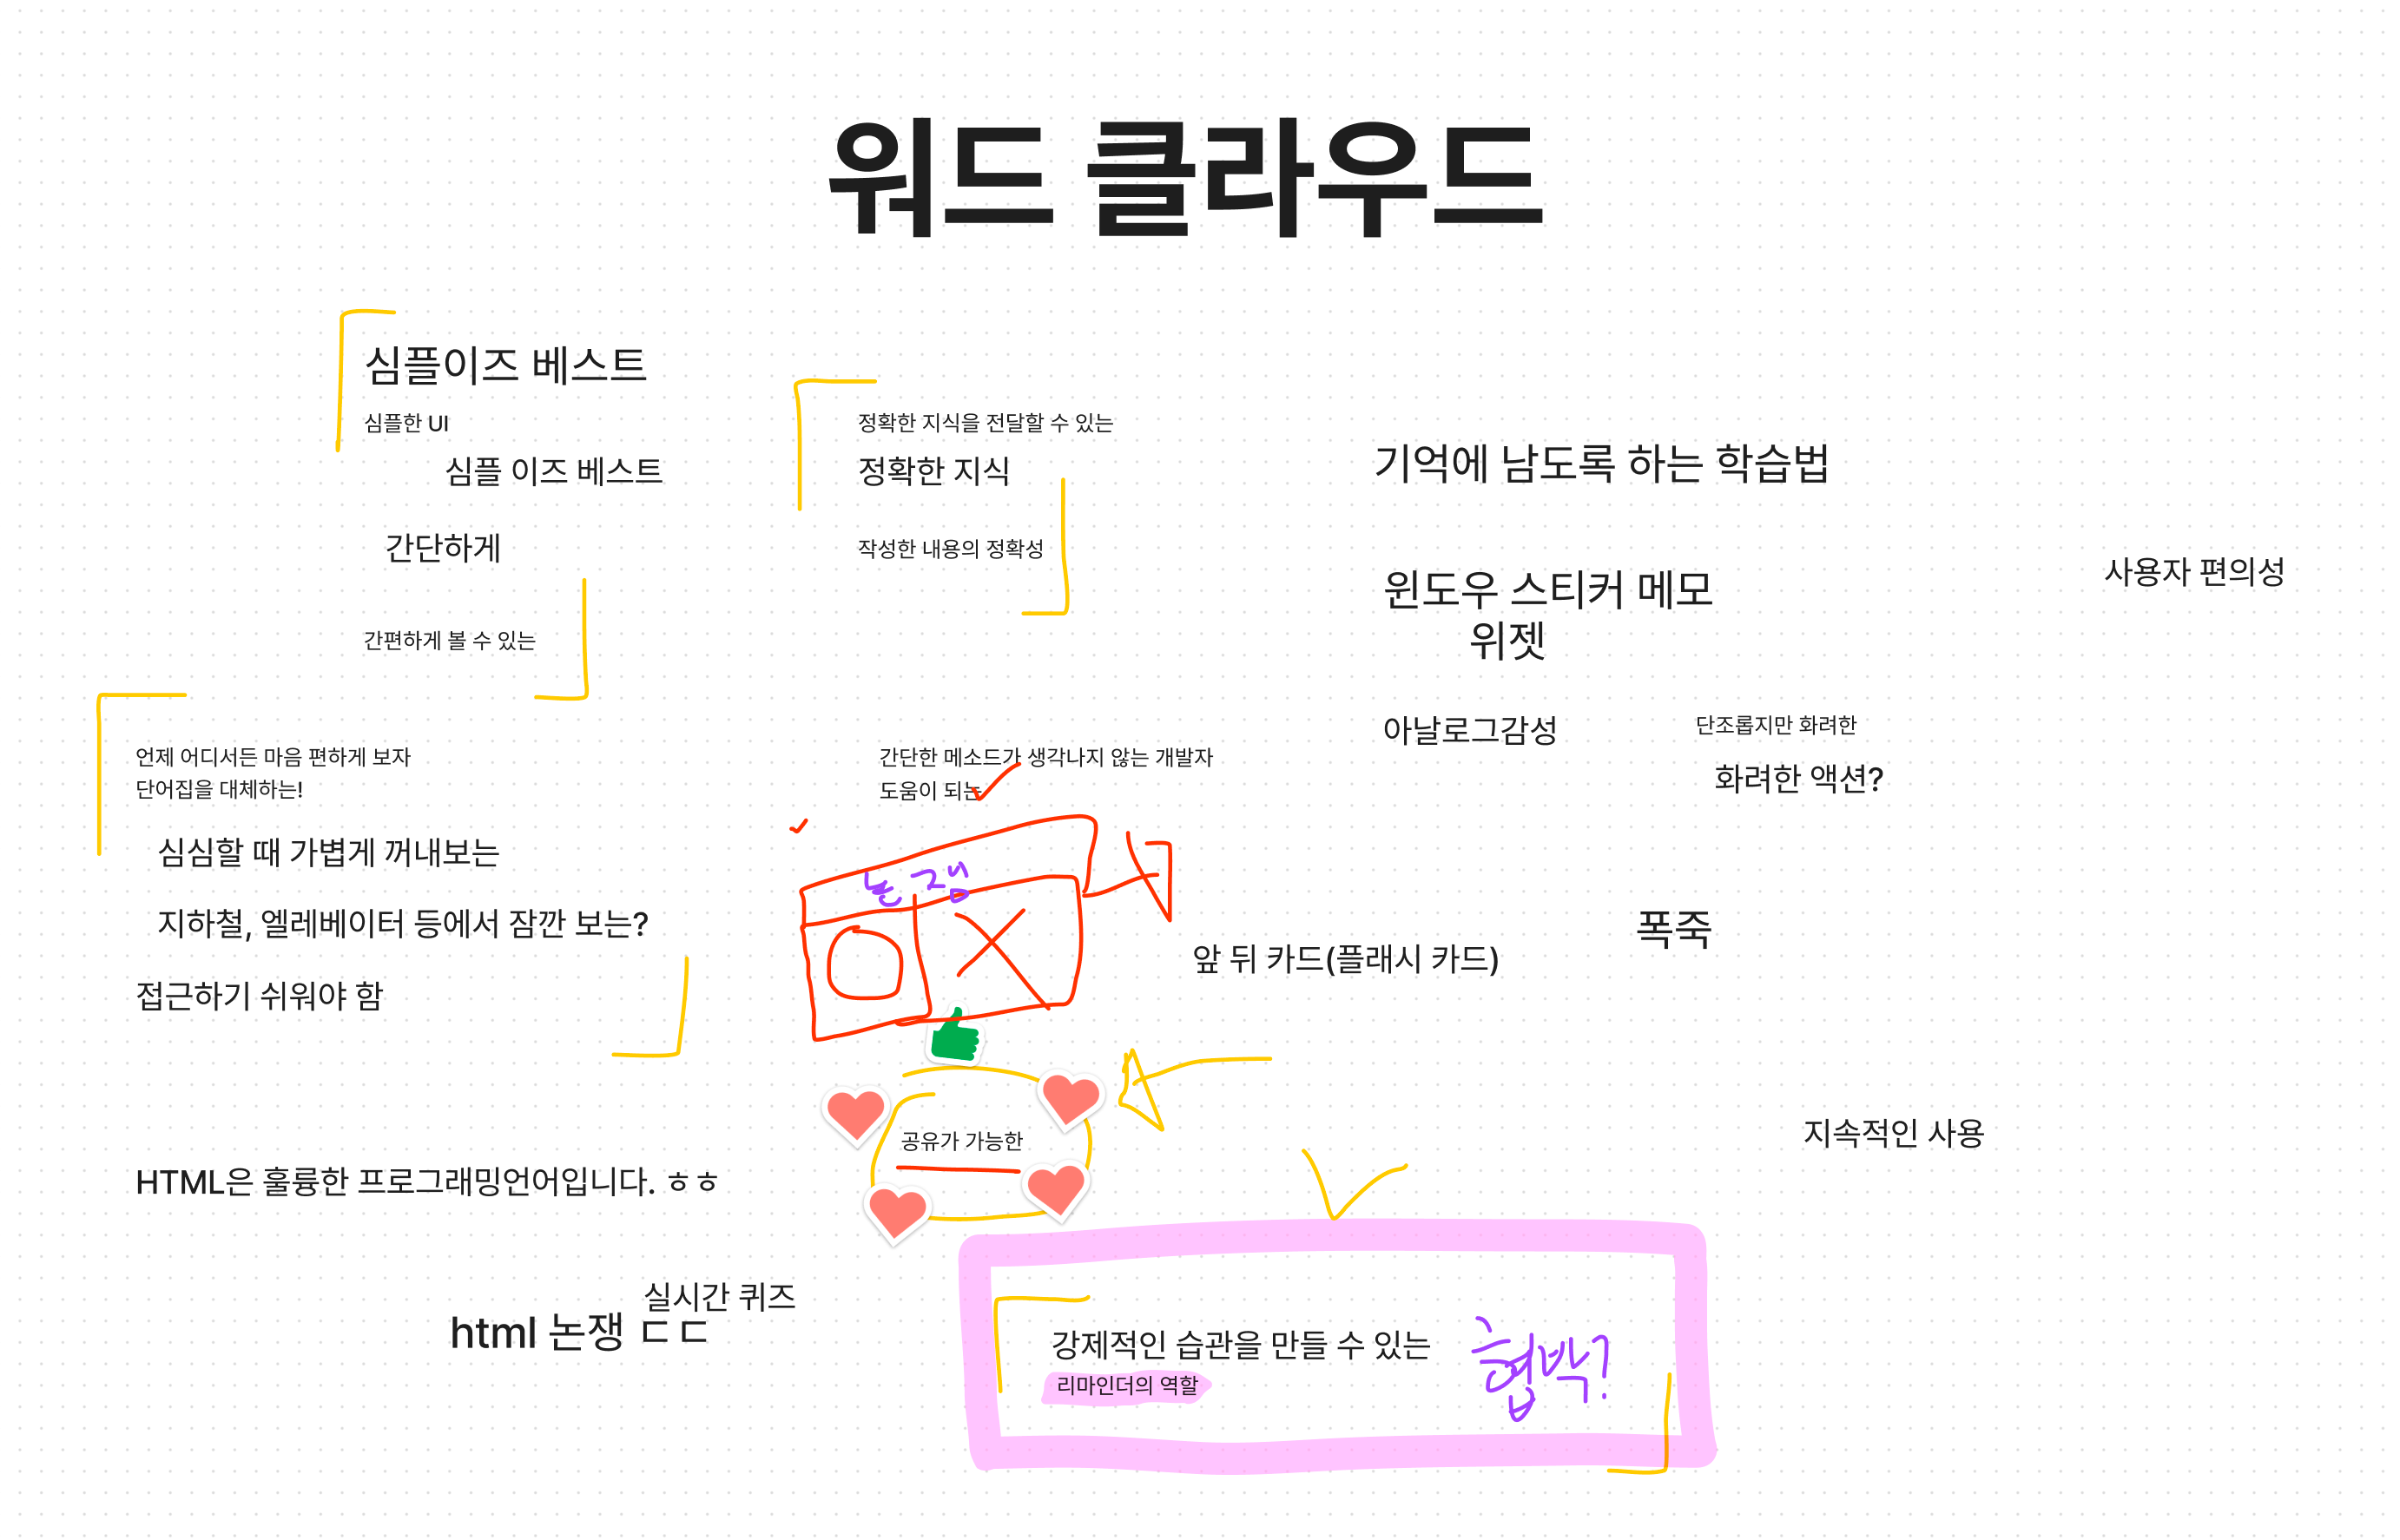 워드 클라우드
심플이즈 베스트
심플한 UI
심플 이즈 베스트
간단하게
간편하게 볼 수 있는
정확한 지식을 전달할 수 있는
정확한 지식
작성한 내용의 정확성
기억에 남도록 하는 학습법
윈도우 스티커 메모
위젯
사용자 편의성
아날로그감성
단조롭지만 화려한
화려한 액션?
언제 어디서든 마음 편하게 보자
단어집을 대체하는!
심심할 때 가볍게 꺼내보는
지하철, 엘레베이터 등에서 잠깐 보는?
접근하기 쉬워야 함
간단한 메소드가 생각나지 않는 개발자
도움이 되는
앞 뒤 카드(플래시 카드)
폭죽
공유가 가능한
지속적인 사용
HTML은 훌륭한 프로그래밍언어입니다. ㅎㅎ
실시간 퀴즈
html 논쟁 ㄷㄷ
강제적인 습관을 만들 수 있는
리마인더의 역할
협박?